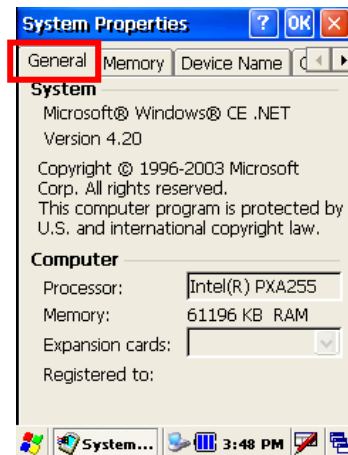 System Properties ? OK ×
General Memory Device Name
System
Microsoft® Windows® CE .NET
Version 4.20
Copyright © 1996-2003 Microsoft
Corp. All rights reserved.
This computer program is protected by
U.S. and international copyright law.
Computer
Processor: Intel(R) PXA255
Memory: 61196 KB RAM
Expansion cards:
Registered to:
System... 3:48 PM